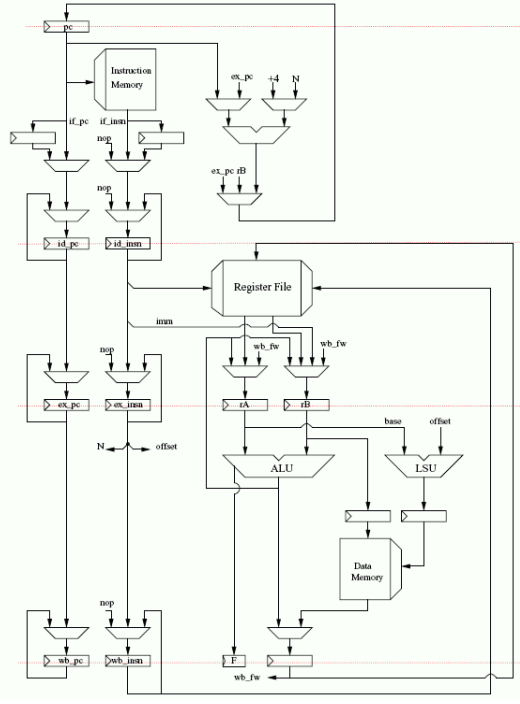 pc
Instruction
Memory
ex_pc
+4
N
if_pc
if_insn
nop
ex_pc rB
nop
id_pc
id_insn
Register File
imm
wb_fw
wb_fw
nop
ex_pc
ex_insn
rA
rB
N
offset
base
offset
ALU
LSU
Data
Memory
nop
wb_pc
wb_insn
F
wb_fw